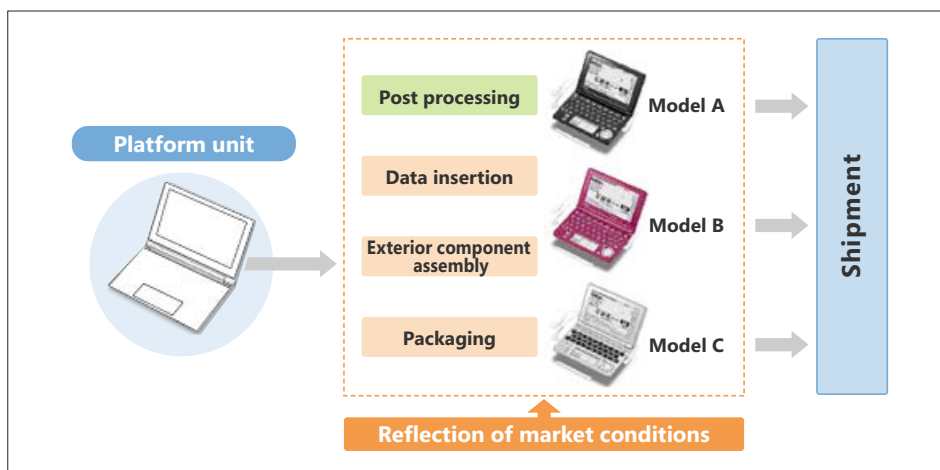 Platform unit
Post processing
Data insertion
Exterior component
assembly
Packaging
Model A
Model B
Model C
Shipment
Reflection of market conditions